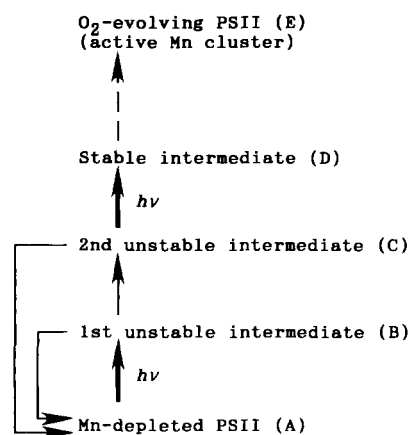 O₂-evolving PSII (E)
(active Mn cluster)
Stable intermediate (D)
hν
2nd unstable intermediate (C)
1st unstable intermediate (B)
hν
Mn-depleted PSII (A)